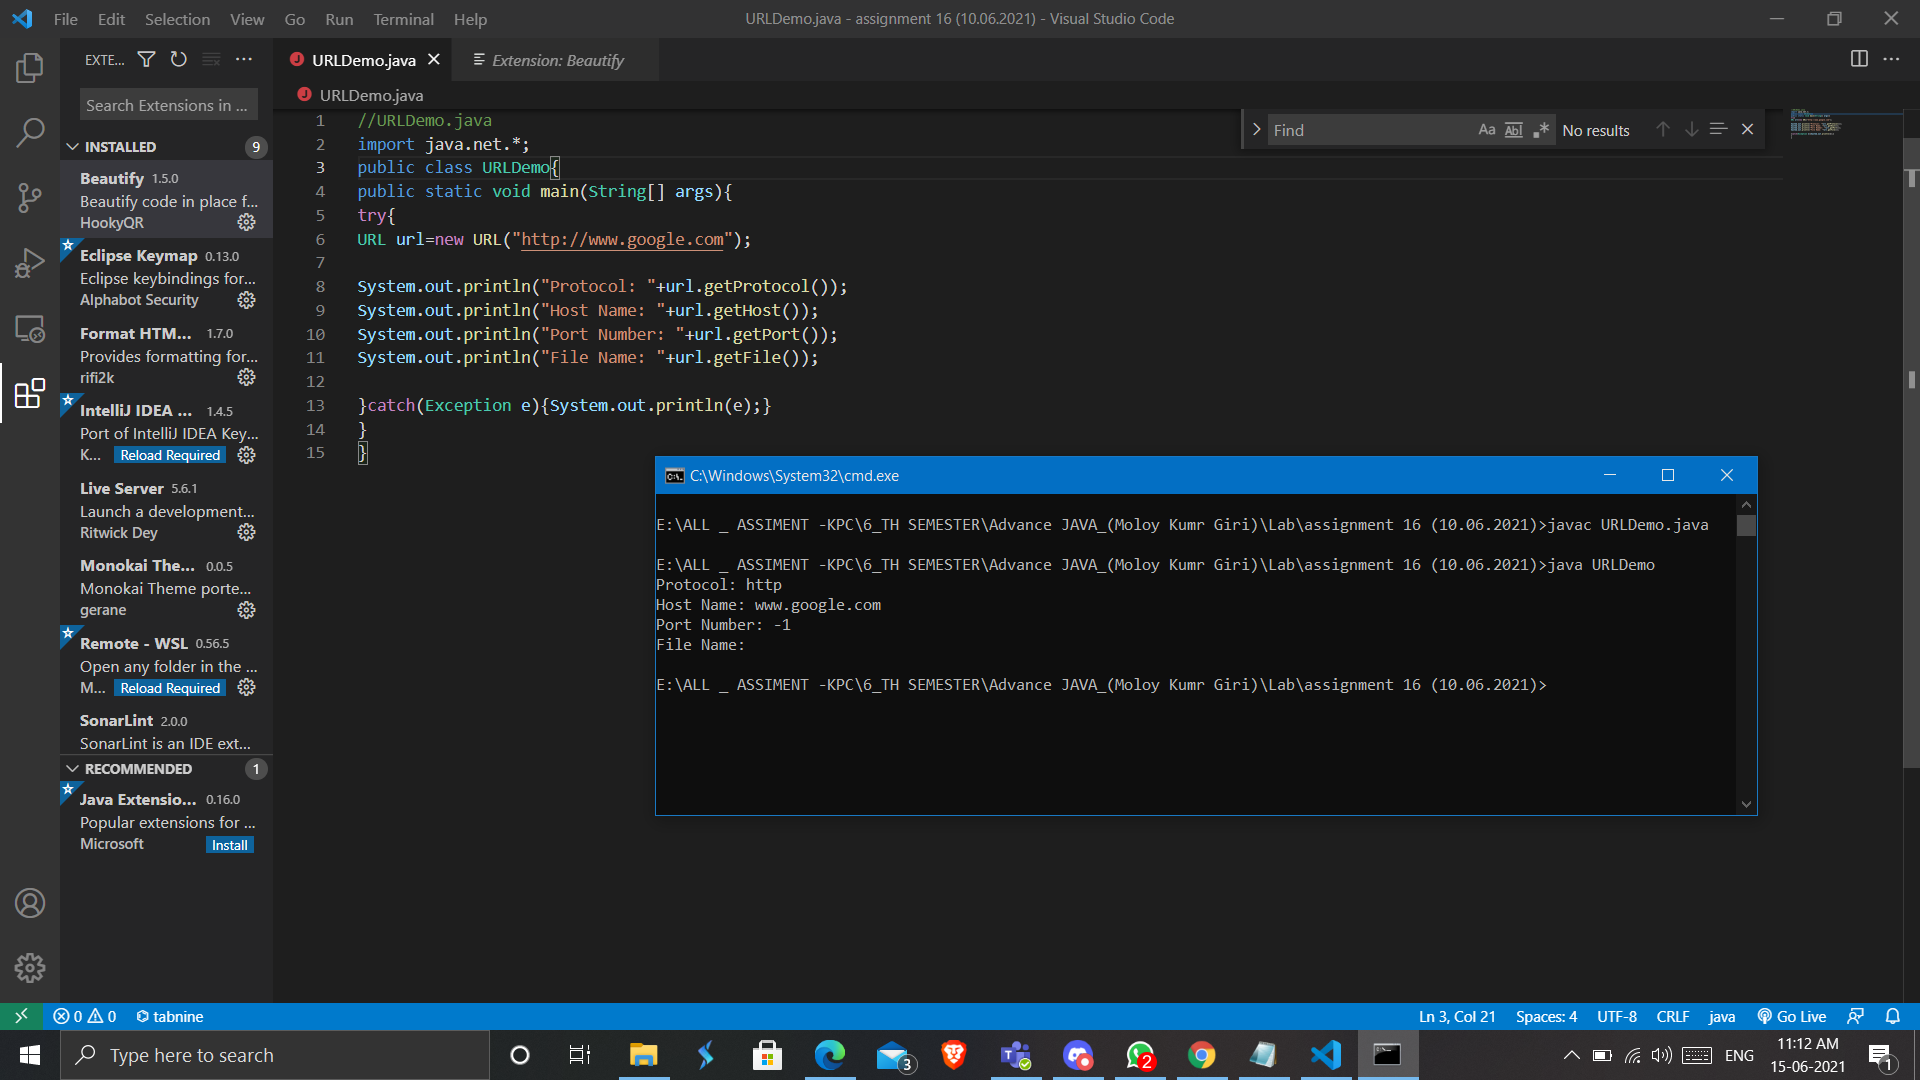 File Edit Selection View Go Run Terminal Help
URLDemo.java - assignment 16 (10.06.2021) - Visual Studio Code
EXTE...
URLDemo.java
Extension: Beautify
Search Extensions in ...
INSTALLED 9
Beautify 1.5.0
Beautify code in place f...
HookyQR
Eclipse Keymap 0.13.0
Eclipse keybindings for...
Alphabot Security
Format HTM... 1.7.0
Provides formatting for...
rifi2k
IntelliJ IDEA ... 1.4.5
Port of IntelliJ IDEA Key...
K... Reload Required
Live Server 5.6.1
Launch a development...
Ritwick Dey
Monokai The... 0.0.5
Monokai Theme porte...
gerane
Remote - WSL 0.56.5
Open any folder in the ...
M... Reload Required
SonarLint 2.0.0
SonarLint is an IDE ext...
RECOMMENDED 1
Java Extensio... 0.16.0
Popular extensions for ...
Microsoft Install
URLDemo.java
Find Aa Abl .* No results
1 //URLDemo.java
2 import java.net.*;
3 public class URLDemo{
4 public static void main(String[] args){
5 try{
6 URL url=new URL("http://www.google.com");
7
8 System.out.println("Protocol: "+url.getProtocol());
9 System.out.println("Host Name: "+url.getHost());
10 System.out.println("Port Number: "+url.getPort());
11 System.out.println("File Name: "+url.getFile());
12
13 }catch(Exception e){System.out.println(e);}
14 }
15 }
C:\Windows\System32\cmd.exe
E:\ALL _ ASSIMENT -KPC\6_TH SEMESTER\Advance JAVA_(Moloy Kumr Giri)\Lab\assignment 16 (10.06.2021)>javac URLDemo.java
E:\ALL _ ASSIMENT -KPC\6_TH SEMESTER\Advance JAVA_(Moloy Kumr Giri)\Lab\assignment 16 (10.06.2021)>java URLDemo
Protocol: http
Host Name: www.google.com
Port Number: -1
File Name:
E:\ALL _ ASSIMENT -KPC\6_TH SEMESTER\Advance JAVA_(Moloy Kumr Giri)\Lab\assignment 16 (10.06.2021)>
0 0 tabnine
Ln 3, Col 21 Spaces: 4 UTF-8 CRLF java Go Live
Type here to search
3
2
ENG
11:12 AM
15-06-2021
1